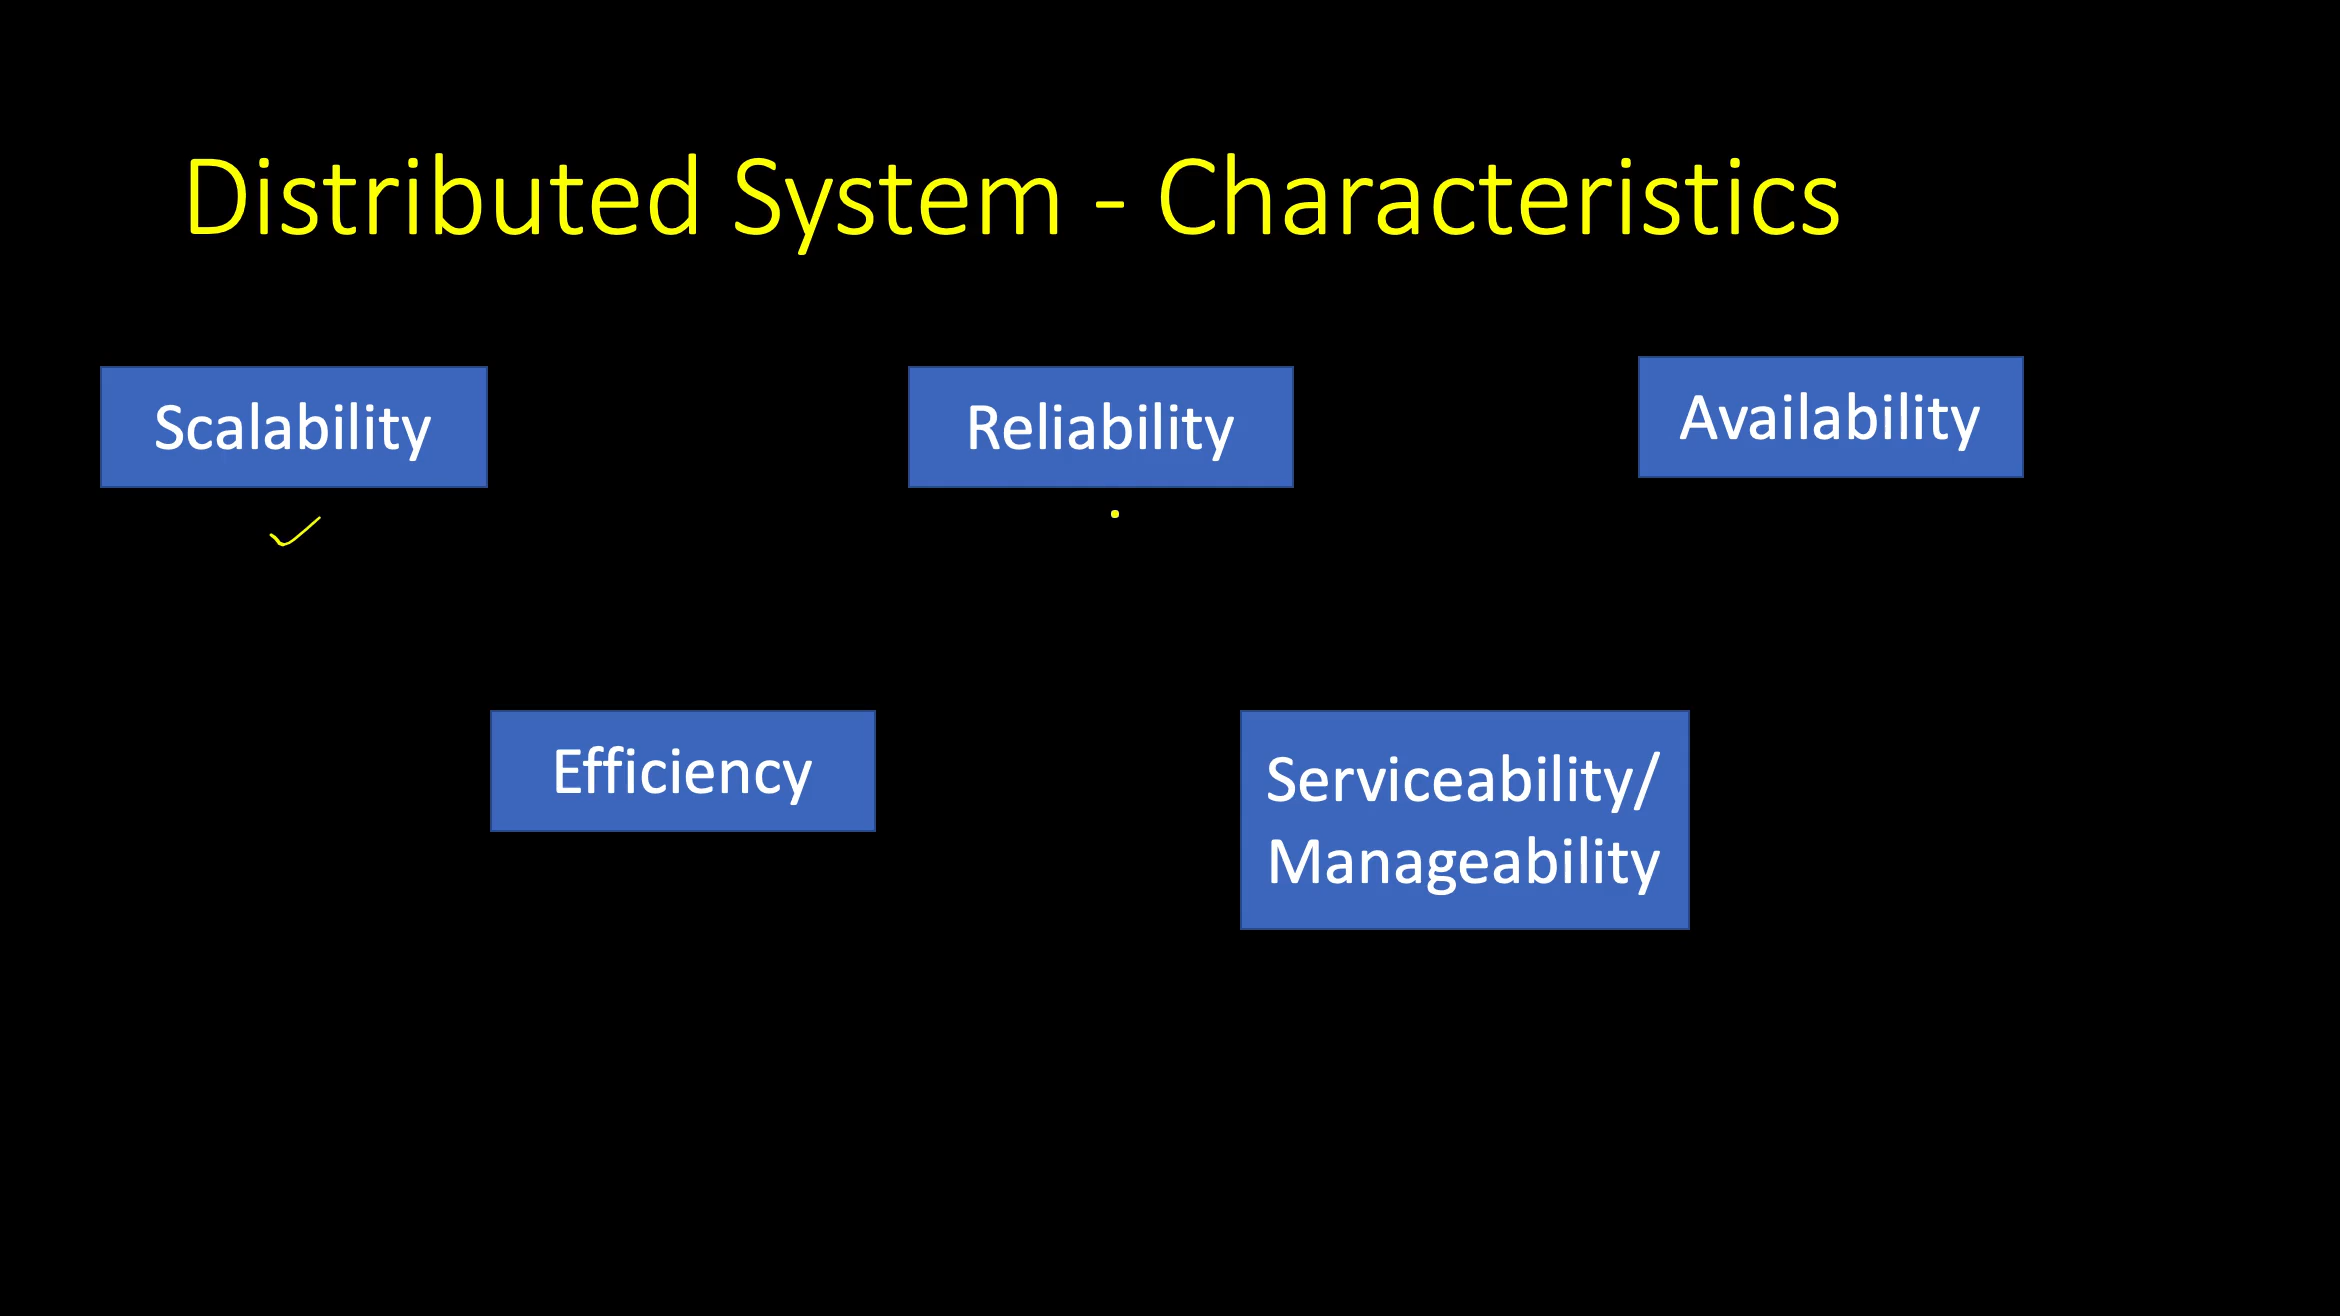 Distributed System - Characteristics
Scalability
Reliability
Availability
Efficiency
Serviceability/
Manageability